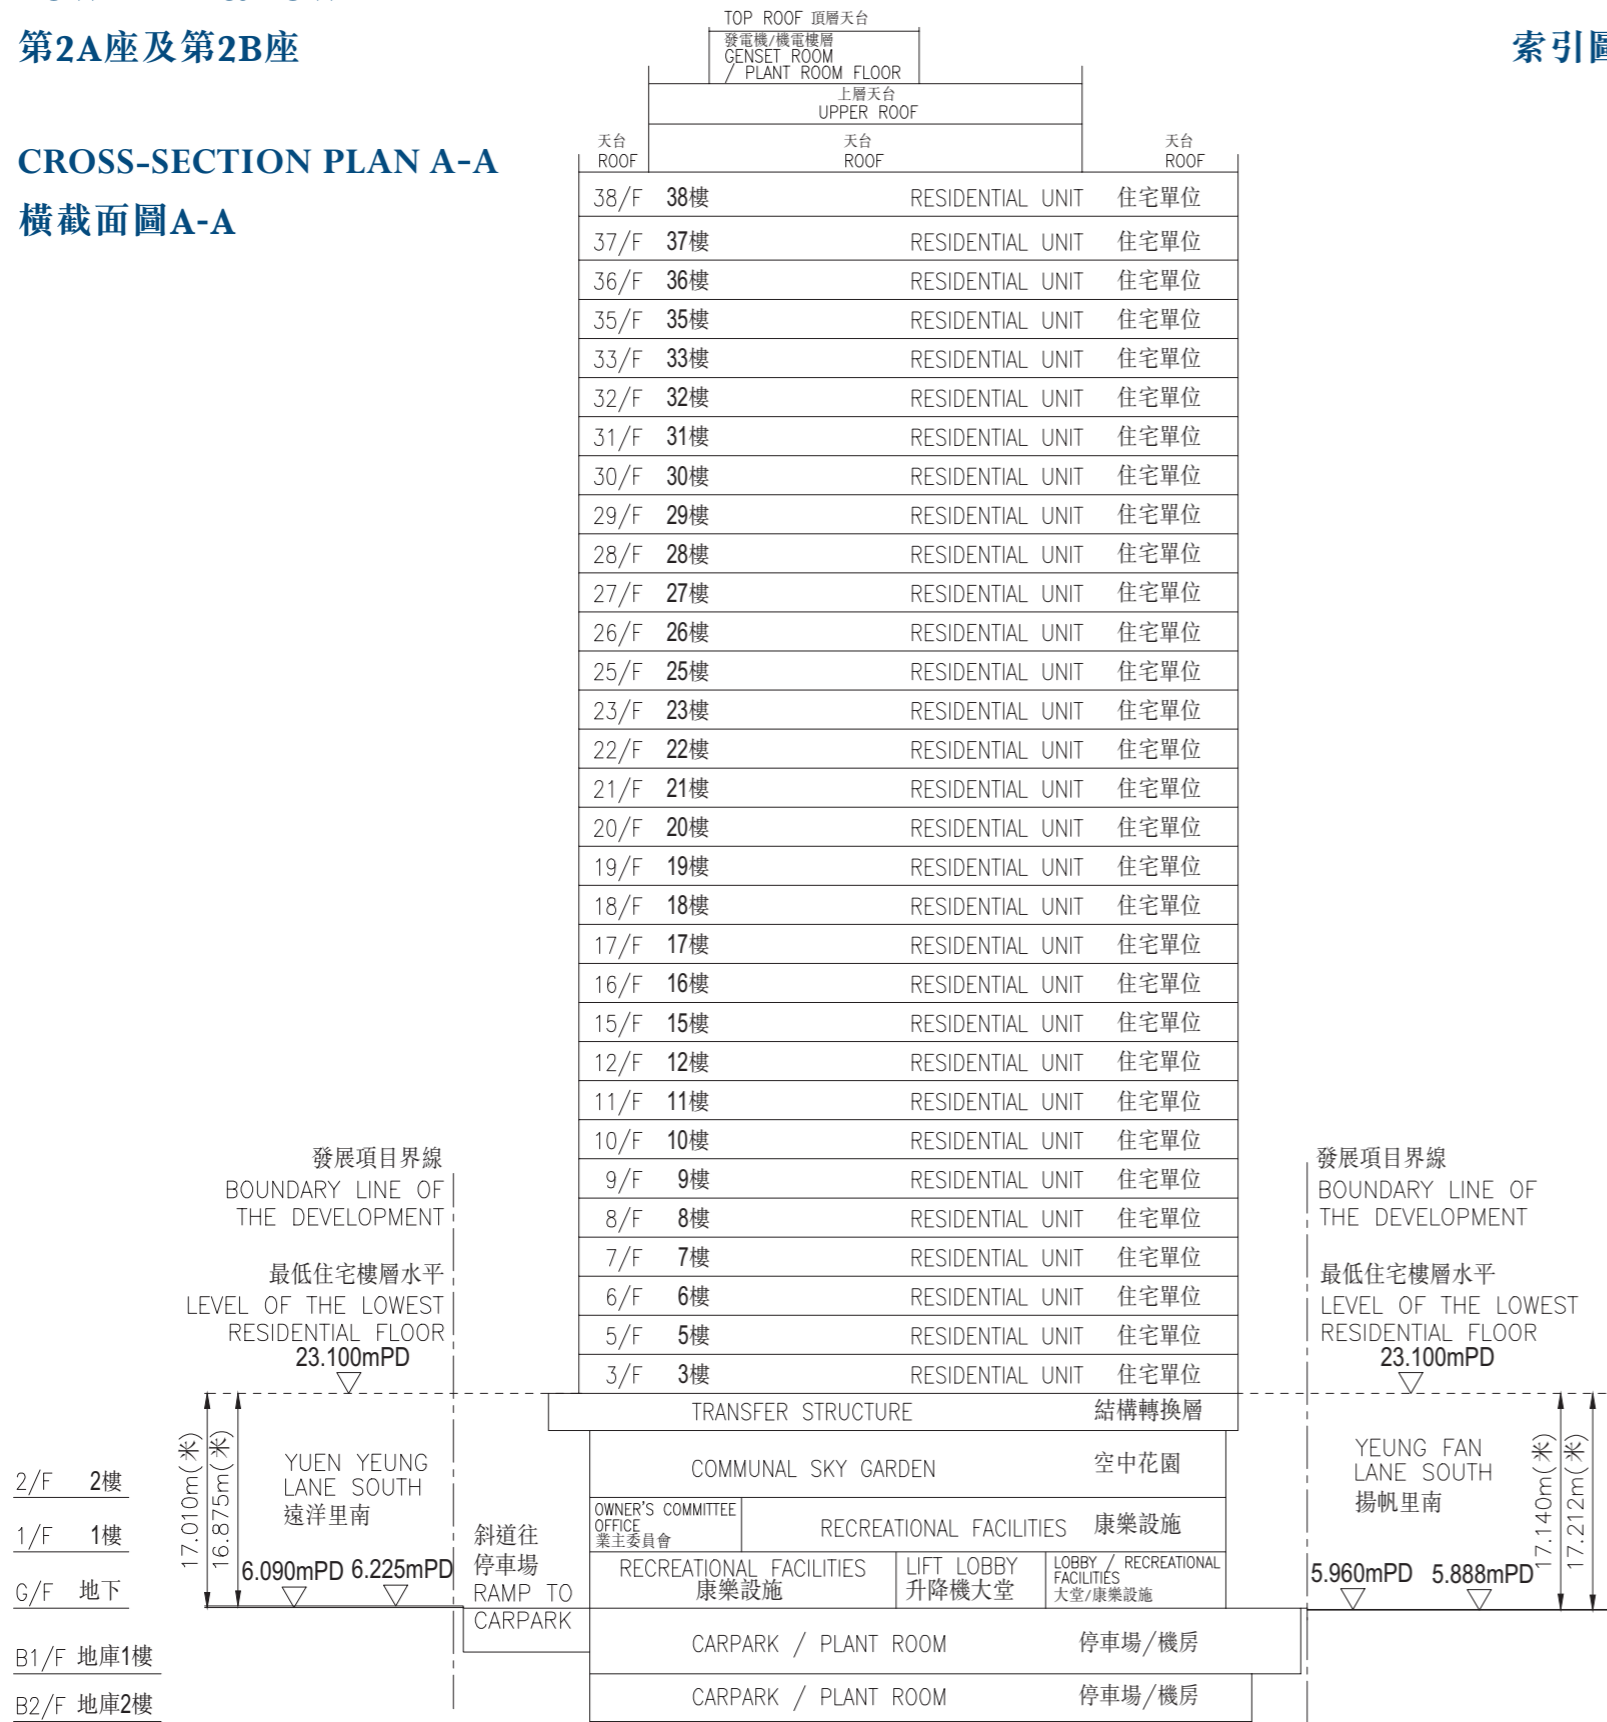 第2A座及第2B座
索引圖
CROSS-SECTION PLAN A-A
橫截面圖A-A
TOP ROOF 頂層天台
發電機/機電樓層
GENSET ROOM
/ PLANT ROOM FLOOR
上層天台
UPPER ROOF
天台 天台 天台
ROOF ROOF ROOF
38/F 38樓 RESIDENTIAL UNIT 住宅單位
37/F 37樓 RESIDENTIAL UNIT 住宅單位
36/F 36樓 RESIDENTIAL UNIT 住宅單位
35/F 35樓 RESIDENTIAL UNIT 住宅單位
33/F 33樓 RESIDENTIAL UNIT 住宅單位
32/F 32樓 RESIDENTIAL UNIT 住宅單位
31/F 31樓 RESIDENTIAL UNIT 住宅單位
30/F 30樓 RESIDENTIAL UNIT 住宅單位
29/F 29樓 RESIDENTIAL UNIT 住宅單位
28/F 28樓 RESIDENTIAL UNIT 住宅單位
27/F 27樓 RESIDENTIAL UNIT 住宅單位
26/F 26樓 RESIDENTIAL UNIT 住宅單位
25/F 25樓 RESIDENTIAL UNIT 住宅單位
23/F 23樓 RESIDENTIAL UNIT 住宅單位
22/F 22樓 RESIDENTIAL UNIT 住宅單位
21/F 21樓 RESIDENTIAL UNIT 住宅單位
20/F 20樓 RESIDENTIAL UNIT 住宅單位
19/F 19樓 RESIDENTIAL UNIT 住宅單位
18/F 18樓 RESIDENTIAL UNIT 住宅單位
17/F 17樓 RESIDENTIAL UNIT 住宅單位
16/F 16樓 RESIDENTIAL UNIT 住宅單位
15/F 15樓 RESIDENTIAL UNIT 住宅單位
12/F 12樓 RESIDENTIAL UNIT 住宅單位
11/F 11樓 RESIDENTIAL UNIT 住宅單位
10/F 10樓 RESIDENTIAL UNIT 住宅單位
9/F 9樓 RESIDENTIAL UNIT 住宅單位
8/F 8樓 RESIDENTIAL UNIT 住宅單位
7/F 7樓 RESIDENTIAL UNIT 住宅單位
6/F 6樓 RESIDENTIAL UNIT 住宅單位
5/F 5樓 RESIDENTIAL UNIT 住宅單位
3/F 3樓 RESIDENTIAL UNIT 住宅單位
TRANSFER STRUCTURE 結構轉換層
COMMUNAL SKY GARDEN 空中花園
OWNER'S COMMITTEE
OFFICE
業主委員會
RECREATIONAL FACILITIES 康樂設施
RECREATIONAL FACILITIES
康樂設施
LIFT LOBBY
升降機大堂
LOBBY / RECREATIONAL
FACILITIES
大堂/康樂設施
CARPARK / PLANT ROOM 停車場/機房
CARPARK / PLANT ROOM 停車場/機房
發展項目界線
BOUNDARY LINE OF
THE DEVELOPMENT
最低住宅樓層水平
LEVEL OF THE LOWEST
RESIDENTIAL FLOOR
23.100mPD
17.010m(米)
16.875m(米)
YUEN YEUNG
LANE SOUTH
遠洋里南
6.090mPD 6.225mPD
斜道往
停車場
RAMP TO
CARPARK
2/F 2樓
1/F 1樓
G/F 地下
B1/F 地庫1樓
B2/F 地庫2樓
發展項目界線
BOUNDARY LINE OF
THE DEVELOPMENT
最低住宅樓層水平
LEVEL OF THE LOWEST
RESIDENTIAL FLOOR
23.100mPD
YEUNG FAN
LANE SOUTH
揚帆里南
17.140m(米)
17.212m(米)
5.960mPD 5.888mPD